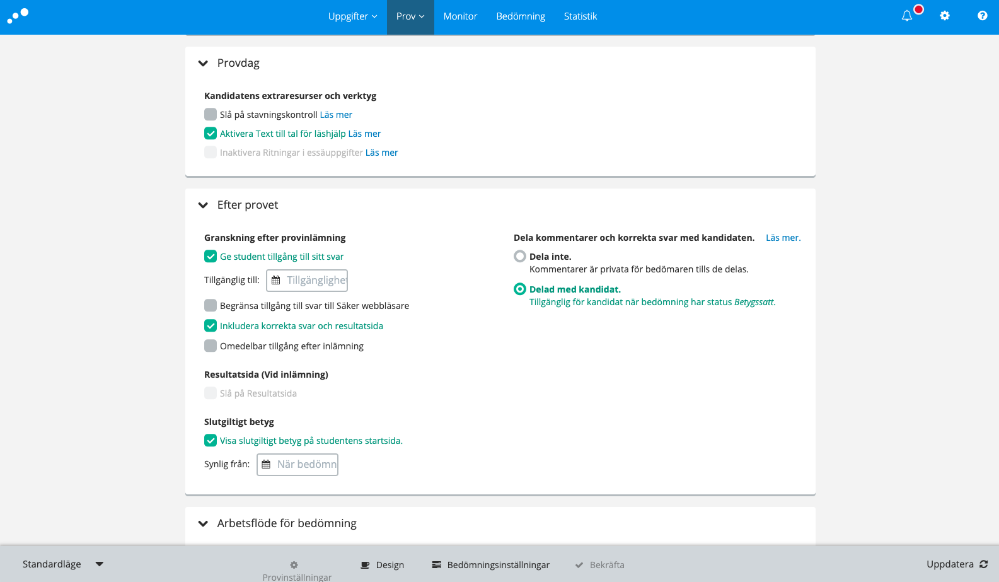 Uppgifter
Prov
Monitor
Bedömning
Statistik
Provdag
Kandidatens extraresurser och verktyg
Slå på stavningskontroll Läs mer
Aktivera Text till tal för läshjälp Läs mer
Inaktivera Ritningar i essäuppgifter Läs mer
Efter provet
Granskning efter provinlämning
Ge student tillgång till sitt svar
Tillgänglig till: Tillgänglighet
Begränsa tillgång till svar till Säker webbläsare
Inkludera korrekta svar och resultatsida
Omedelbar tillgång efter inlämning
Resultatsida (Vid inlämning)
Slå på Resultatsida
Slutgiltigt betyg
Visa slutgiltigt betyg på studentens startsida.
Synlig från: När bedömn
Dela kommentarer och korrekta svar med kandidaten. Läs mer.
Dela inte.
Kommentarer är privata för bedömaren tills de delas.
Delad med kandidat.
Tillgänglig för kandidat när bedömning har status Betygssatt.
Arbetsflöde för bedömning
Standardläge
Provinställningar
Design
Bedömningsinställningar
Bekräfta
Uppdatera